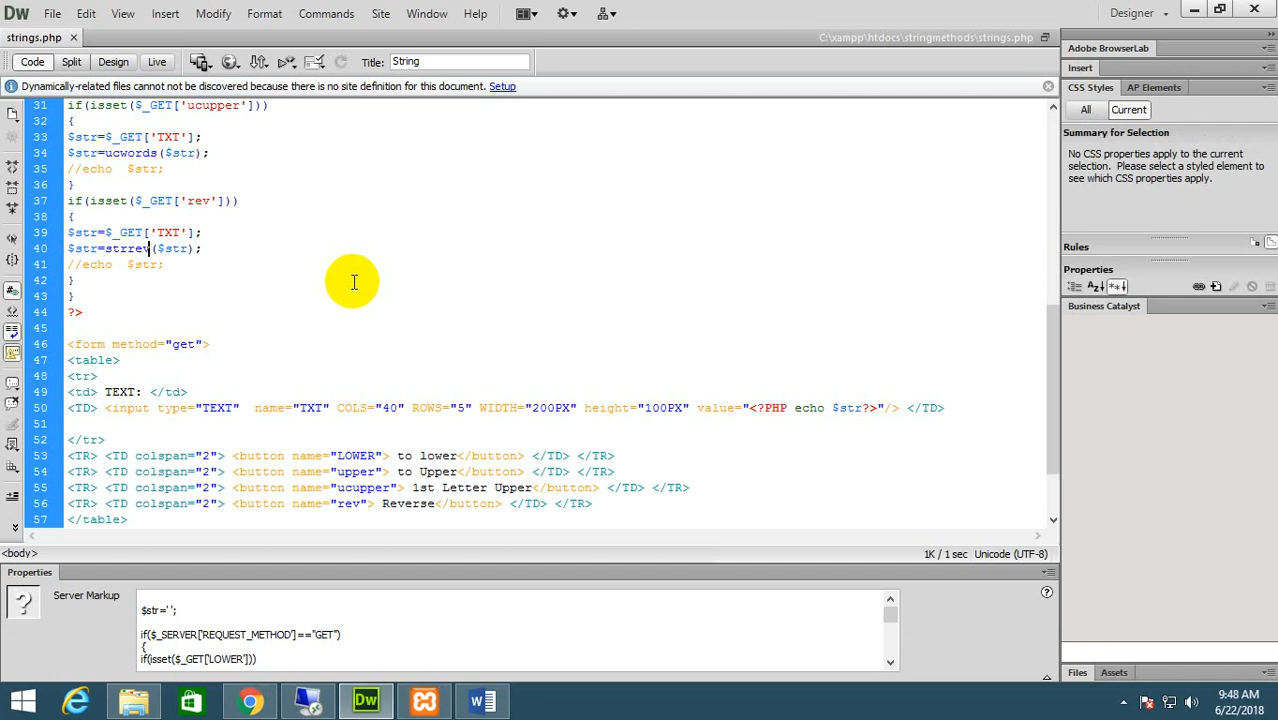 Dw File Edit View Insert Modify Format Commands Site Window Help Designer
strings.php × C:\xampp\htdocs\stringmethods\strings.php
Code Split Design Live Title: String
Dynamically-related files cannot be discovered because there is no site definition for this document. Setup
31 if(isset($_GET['ucupper']))
32 {
33 $str=$_GET['TXT'];
34 $str=ucwords($str);
35 //echo  $str;
36 }
37 if(isset($_GET['rev']))
38 {
39 $str=$_GET['TXT'];
40 $str=strrev($str);
41 //echo  $str;
42 }
43 }
44 ?>
45
46 <form method="get">
47 <table>
48 <tr>
49 <td> TEXT: </td>
50 <TD> <input type="TEXT"  name="TXT" COLS="40" ROWS="5" WIDTH="200PX" height="100PX" value="<?PHP echo $str?>"/> </TD>
51
52 </tr>
53 <TR> <TD colspan="2"> <button name="LOWER"> to lower</button> </TD> </TR>
54 <TR> <TD colspan="2"> <button name="upper"> to Upper</button> </TD> </TR>
55 <TR> <TD colspan="2"> <button name="ucupper"> 1st Letter Upper</button> </TD> </TR>
56 <TR> <TD colspan="2"> <button name="rev"> Reverse</button> </TD> </TR>
57 </table>
<body> 1K / 1 sec Unicode (UTF-8)
Properties
? Server Markup
$str=' ';
if($_SERVER['REQUEST_METHOD']=="GET")
{
if(isset($_GET['LOWER']))
Adobe BrowserLab
Insert
CSS Styles AP Elements
All Current
Summary for Selection
No CSS properties apply to the current
selection.  Please select a styled element to
see which CSS properties apply.
Rules
Properties
Business Catalyst
Files Assets
9:48 AM
6/22/2018